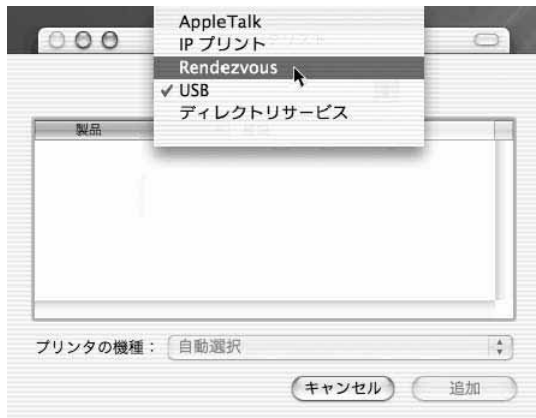 AppleTalk
IP プリント
Rendezvous
✓ USB
ディレクトリサービス
製品
プリンタの機種：
自動選択
キャンセル
追加